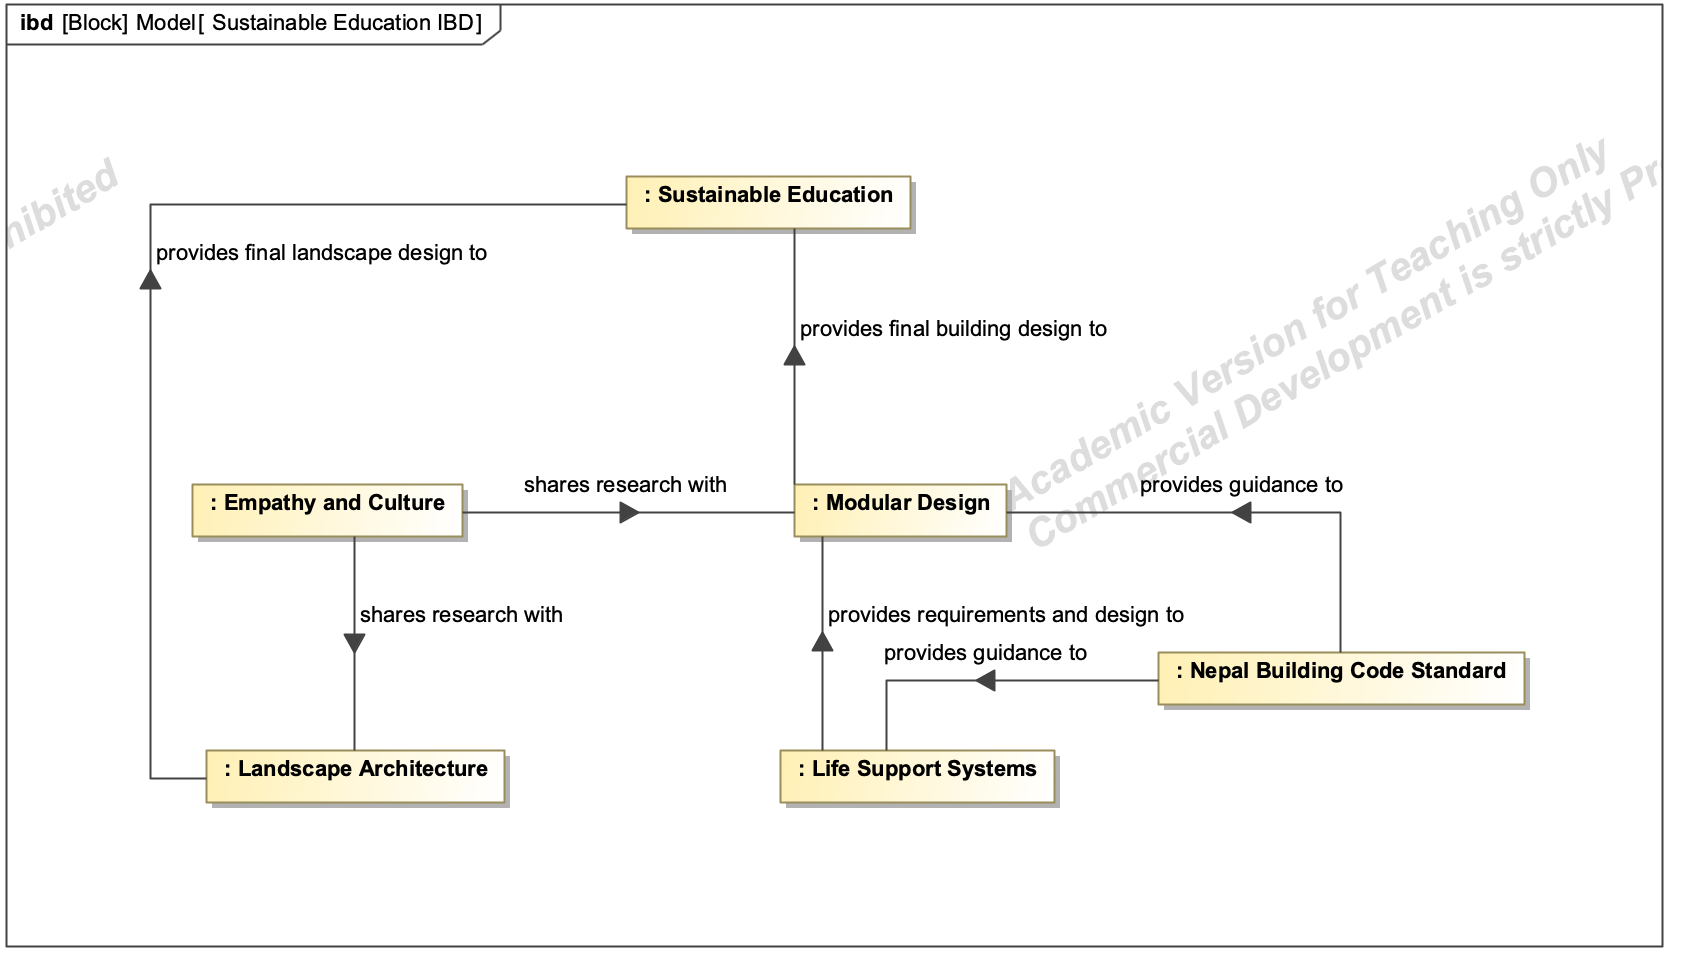 ibd [Block] Model[ Sustainable Education IBD]
hibited
Academic Version for Teaching Only
Commercial Development is strictly Pr
: Sustainable Education
provides final landscape design to
provides final building design to
: Empathy and Culture
shares research with
: Modular Design
provides guidance to
shares research with
provides requirements and design to
provides guidance to
: Nepal Building Code Standard
: Landscape Architecture
: Life Support Systems